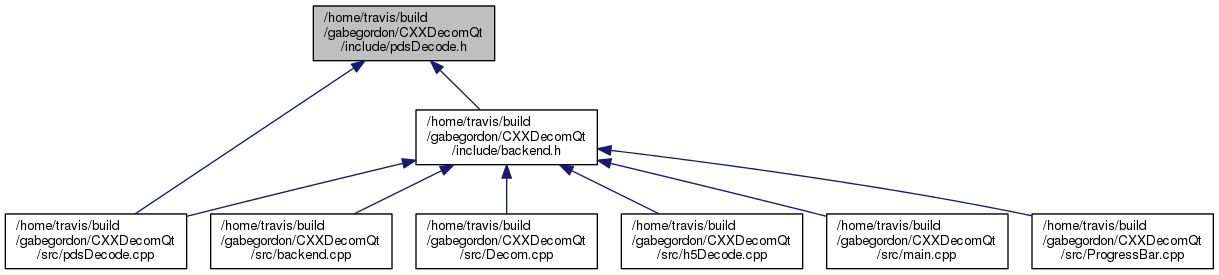 /home/travis/build
/gabegordon/CXXDecomQt
/include/pdsDecode.h
/home/travis/build
/gabegordon/CXXDecomQt
/include/backend.h
/home/travis/build
/gabegordon/CXXDecomQt
/src/pdsDecode.cpp
/home/travis/build
/gabegordon/CXXDecomQt
/src/backend.cpp
/home/travis/build
/gabegordon/CXXDecomQt
/src/Decom.cpp
/home/travis/build
/gabegordon/CXXDecomQt
/src/h5Decode.cpp
/home/travis/build
/gabegordon/CXXDecomQt
/src/main.cpp
/home/travis/build
/gabegordon/CXXDecomQt
/src/ProgressBar.cpp